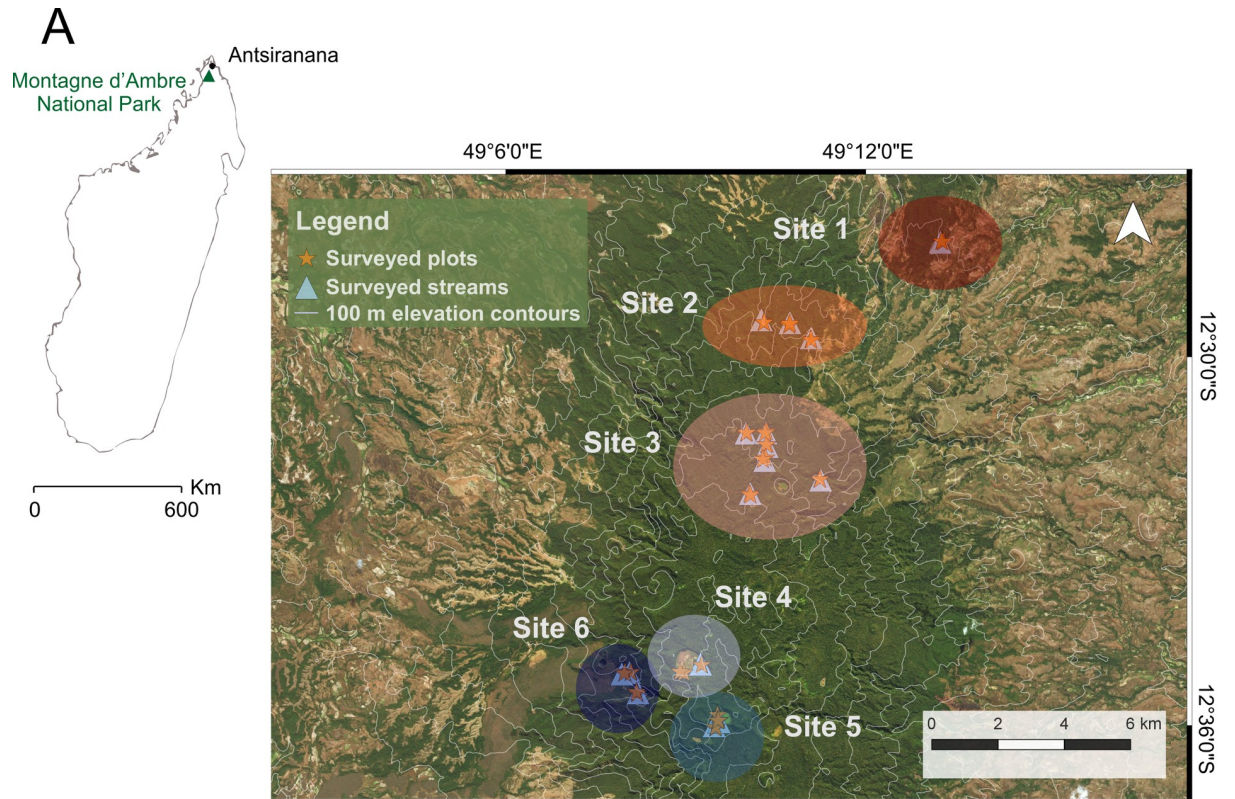 A
Antsiranana
Montagne d'Ambre
National Park
Km
0 600
49°6'0"E 49°12'0"E
Legend
Surveyed plots
Surveyed streams
100 m elevation contours
Site 1
Site 2
12°30'0"S
Site 3
Site 4
Site 6
Site 5
12°36'0"S
0 2 4 6 km